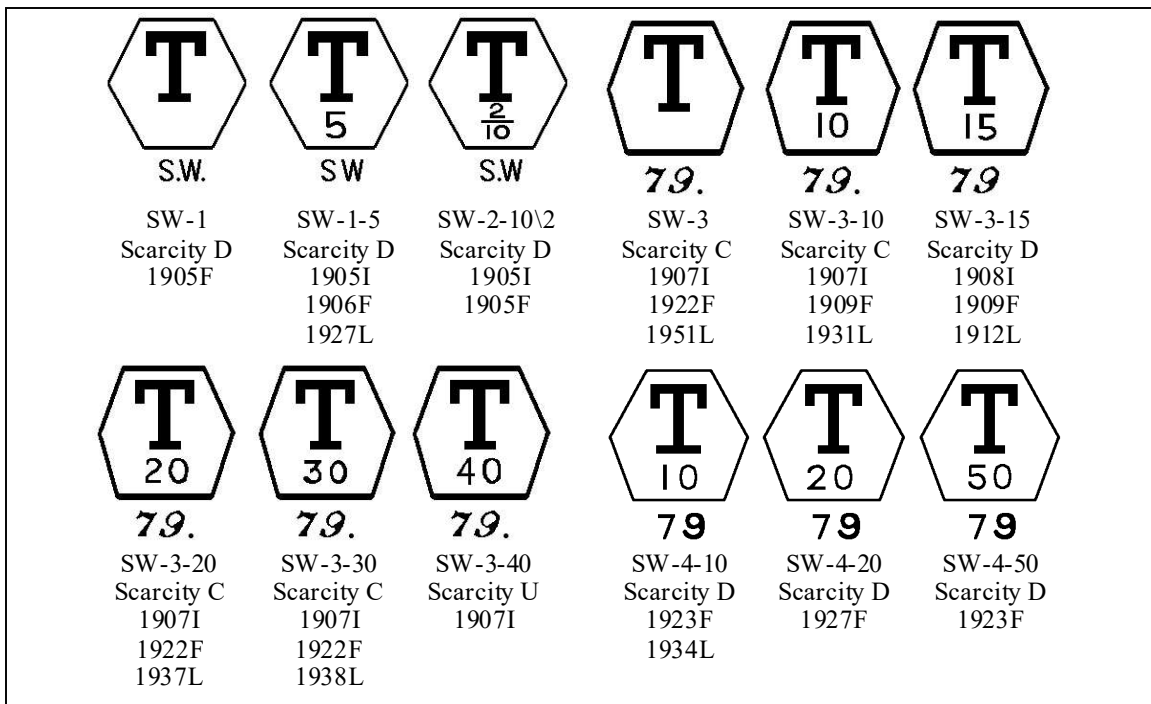 T T T T T T
5 2/10 10 15
S.W. SW S.W 79. 79. 79
SW-1 SW-1-5 SW-2-10\2 SW-3 SW-3-10 SW-3-15
Scarcity D Scarcity D Scarcity D Scarcity C Scarcity C Scarcity D
1905F 1905I 1905I 1907I 1907I 1908I
1906F 1905F 1922F 1909F 1909F
1927L 1951L 1931L 1912L
T T T T T T
20 30 40 10 20 50
79. 79. 79. 79 79 79
SW-3-20 SW-3-30 SW-3-40 SW-4-10 SW-4-20 SW-4-50
Scarcity C Scarcity C Scarcity U Scarcity D Scarcity D Scarcity D
1907I 1907I 1907I 1923F 1927F 1923F
1922F 1922F 1934L
1937L 1938L